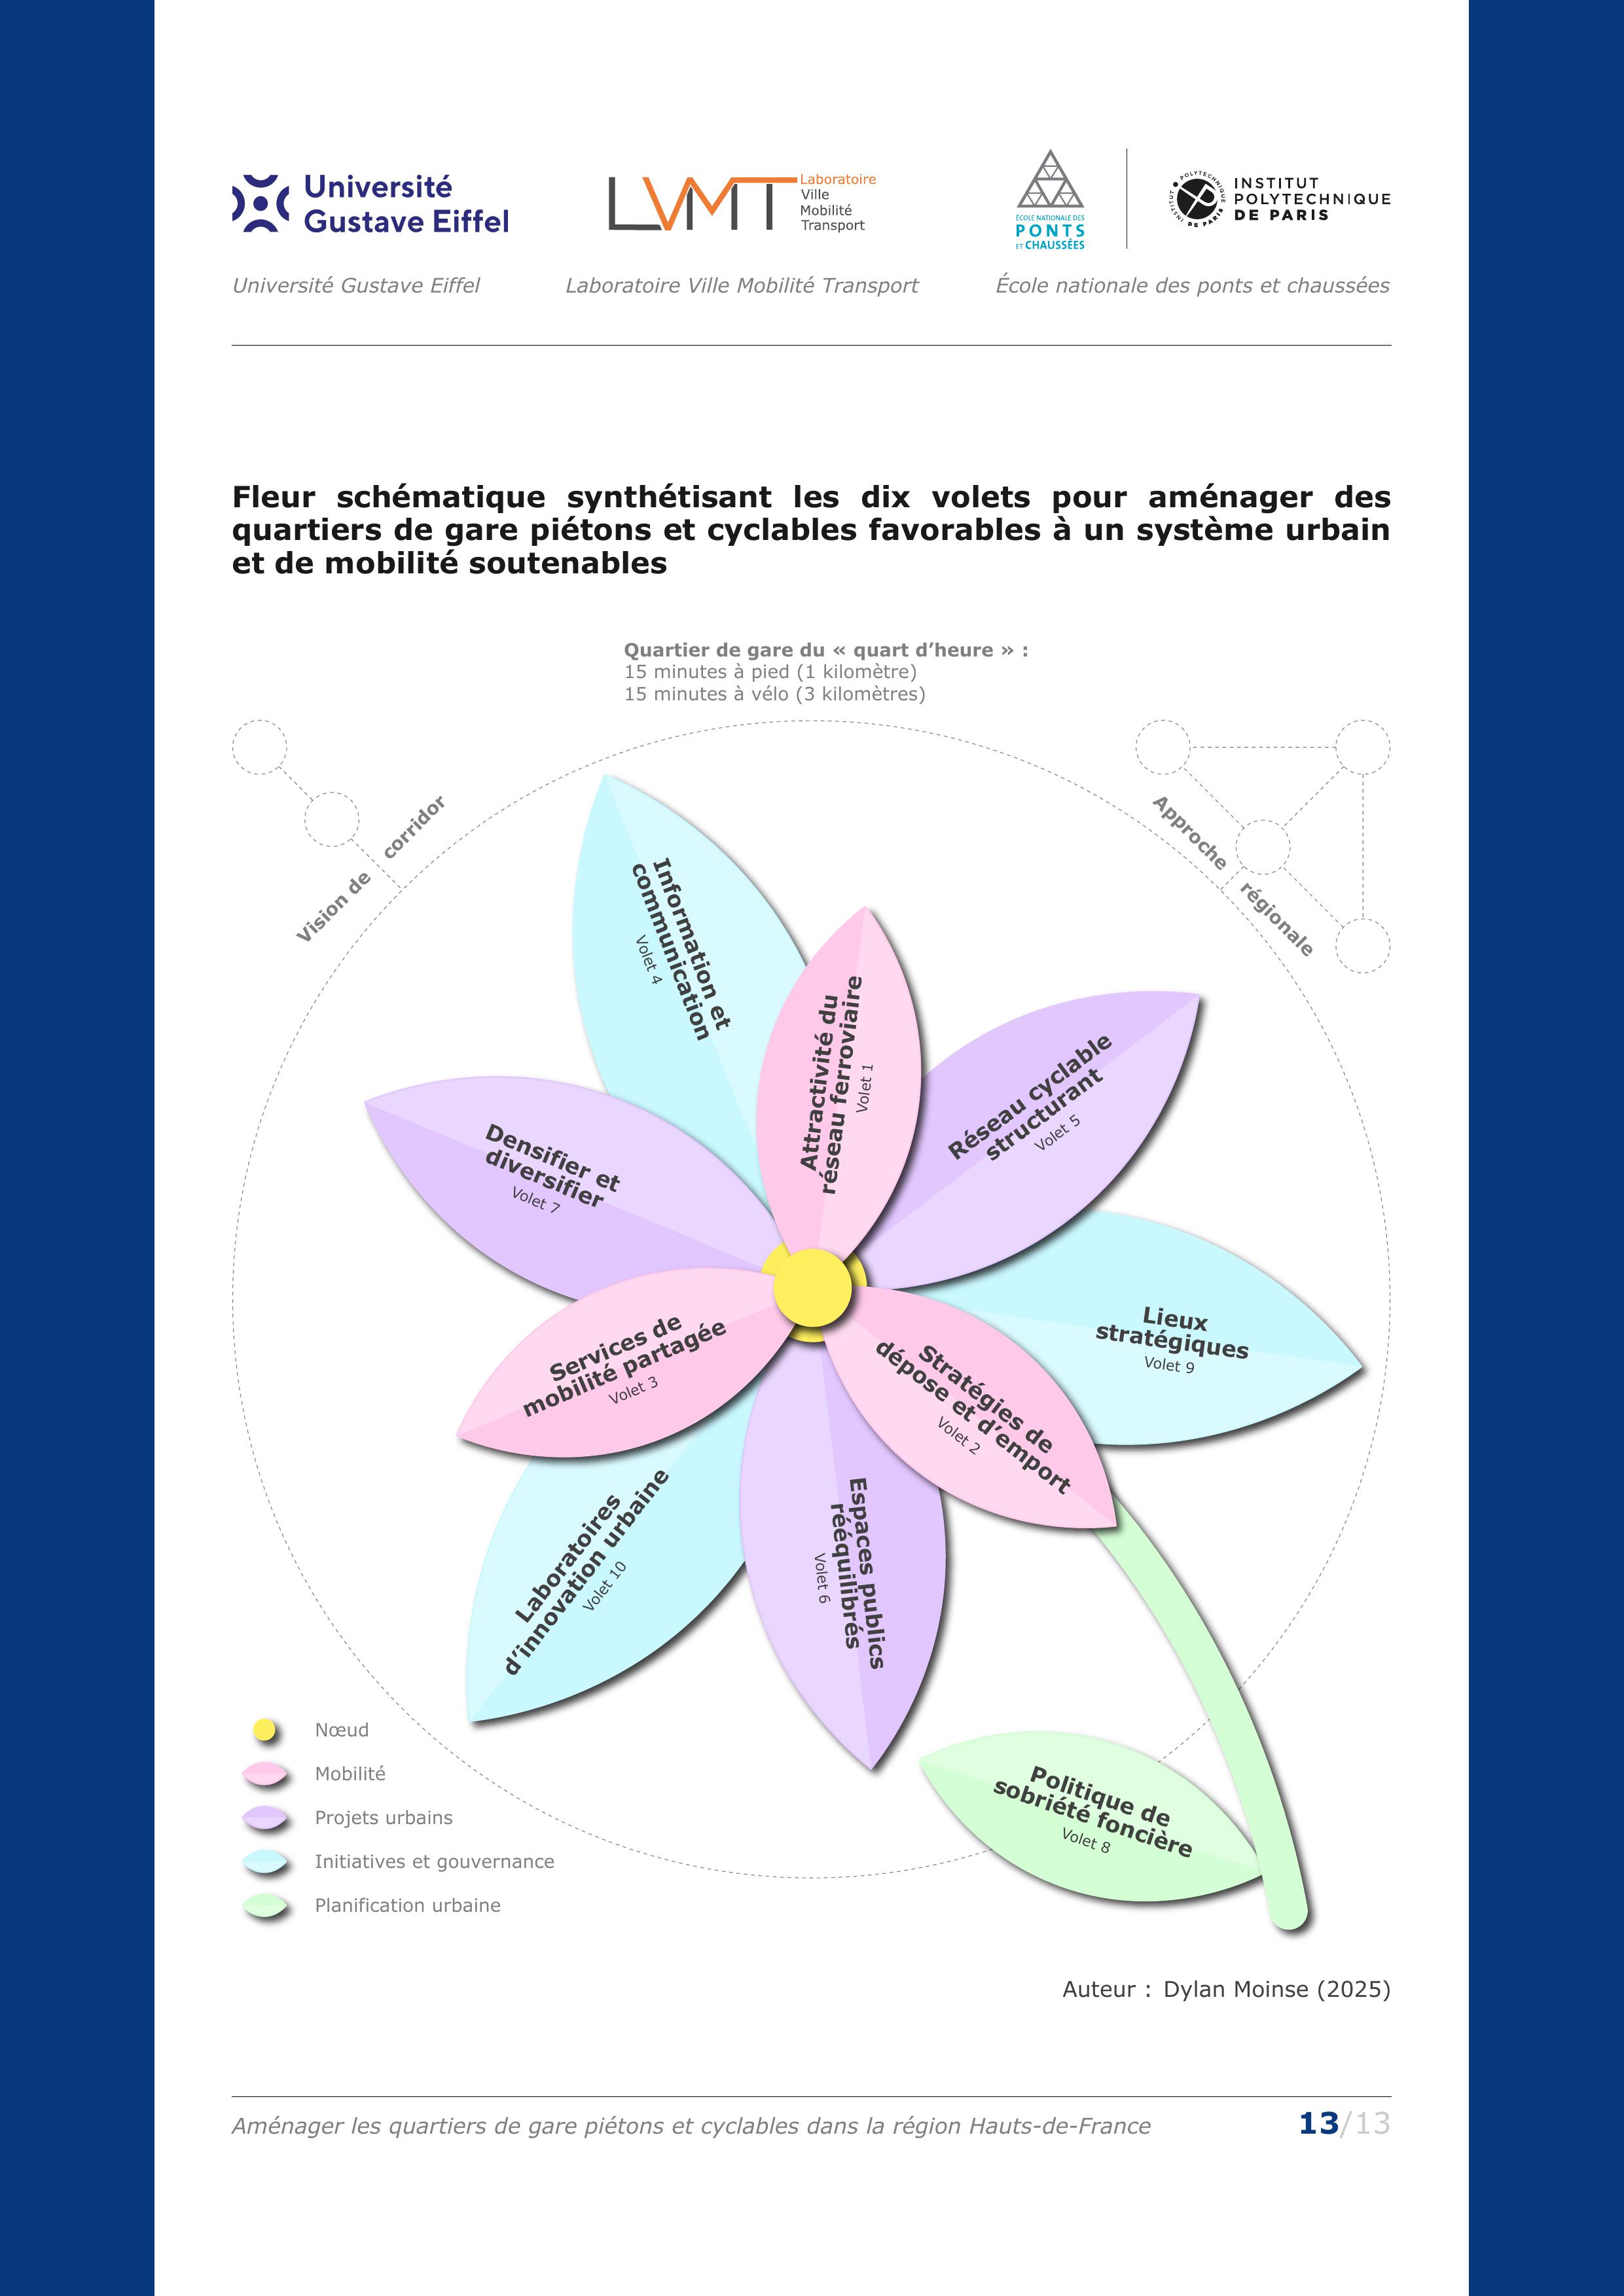 Université
Gustave Eiffel
LVMT
Laboratoire
Ville
Mobilité
Transport
ÉCOLE NATIONALE DES
PONTS
ET CHAUSSÉES
INSTITUT POLYTECHNIQUE DE PARIS
INSTITUT
POLYTECHNIQUE
DE PARIS
Université Gustave Eiffel
Laboratoire Ville Mobilité Transport
École nationale des ponts et chaussées
Fleur schématique synthétisant les dix volets pour aménager des
quartiers de gare piétons et cyclables favorables à un système urbain
et de mobilité soutenables
Quartier de gare du « quart d’heure » :
15 minutes à pied (1 kilomètre)
15 minutes à vélo (3 kilomètres)
Vision de corridor
Approche régionale
Information et
communication
Volet 4
Attractivité du
réseau ferroviaire
Volet 1
Réseau cyclable
structurant
Volet 5
Densifier et
diversifier
Volet 7
Lieux
stratégiques
Volet 9
Services de
mobilité partagée
Volet 3
Stratégies de
dépose et d’emport
Volet 2
Laboratoires
d’innovation urbaine
Volet 10
Espaces publics
rééquilibrés
Volet 6
Politique de
sobriété foncière
Volet 8
Nœud
Mobilité
Projets urbains
Initiatives et gouvernance
Planification urbaine
Auteur : Dylan Moinse (2025)
Aménager les quartiers de gare piétons et cyclables dans la région Hauts-de-France
13/13